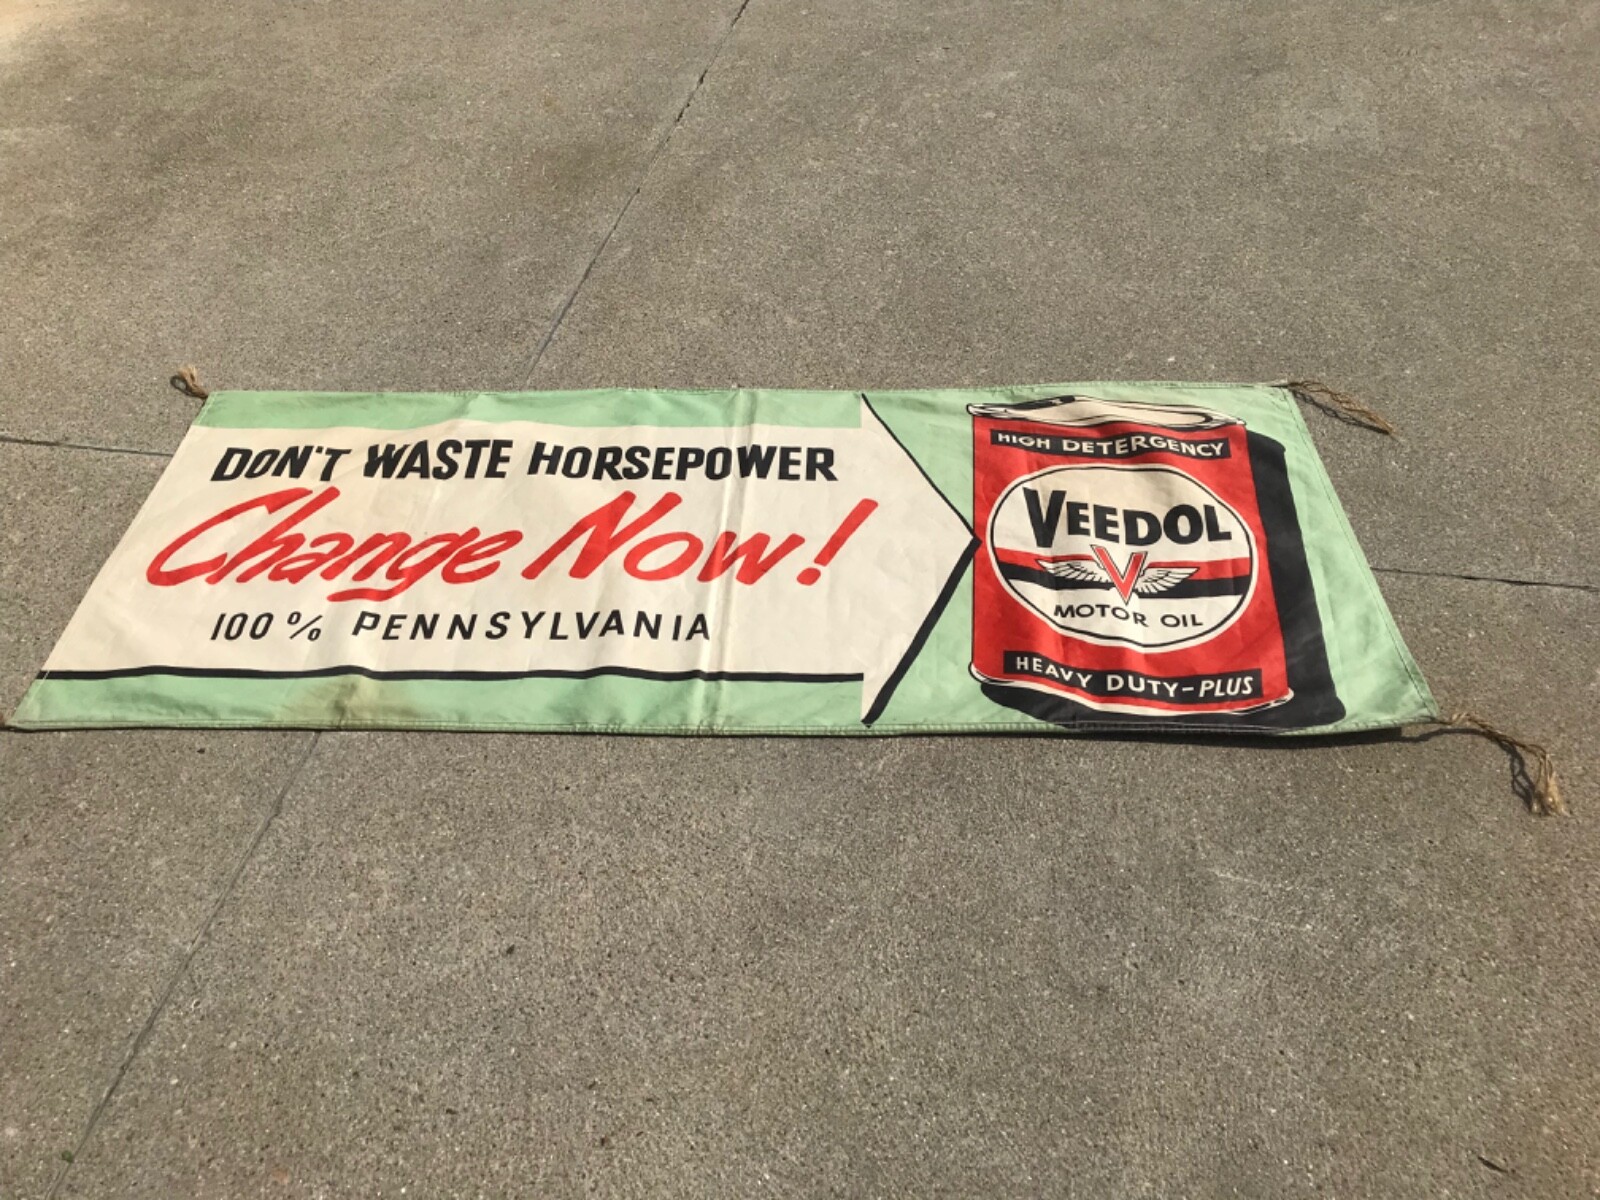 DON'T WASTE HORSEPOWER
Change Now!
100% PENNSYLVANIA
HIGH DETERGENCY
VEEDOL
V
MOTOR OIL
HEAVY DUTY-PLUS